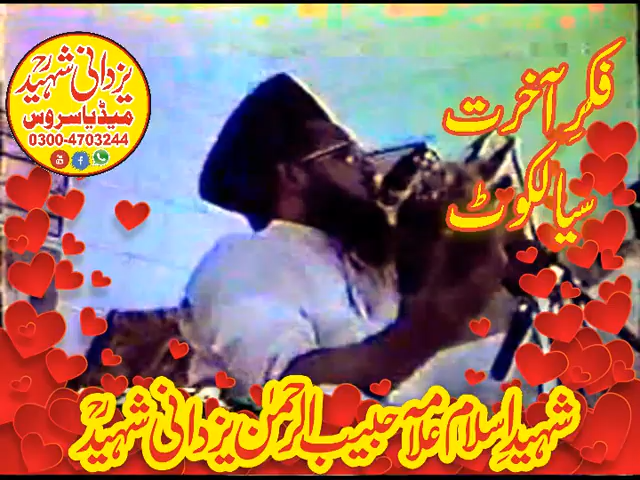 یزدانی شہیدؒ
میڈیا سروس
0300-4703244
فکرِ آخرت
سیالکوٹ
شہیدِ اسلام علامہ حبیب الرحمٰن یزدانی شہیدؒ